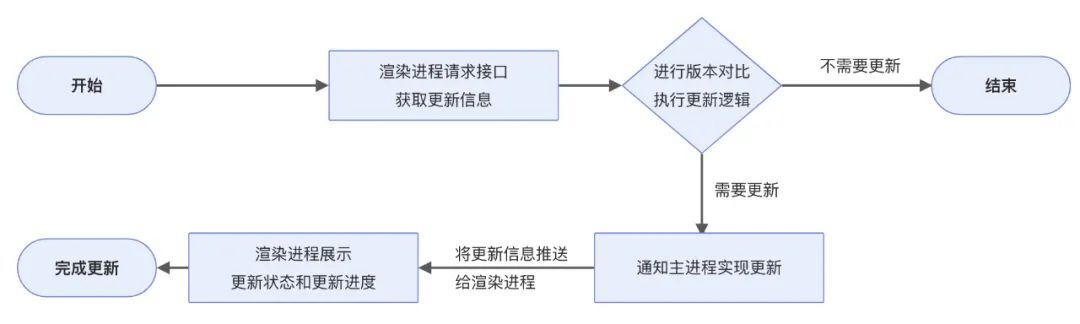 开始
渲染进程请求接口
获取更新信息
进行版本对比
执行更新逻辑
不需要更新
结束
需要更新
通知主进程实现更新
将更新信息推送
给渲染进程
渲染进程展示
更新状态和更新进度
完成更新